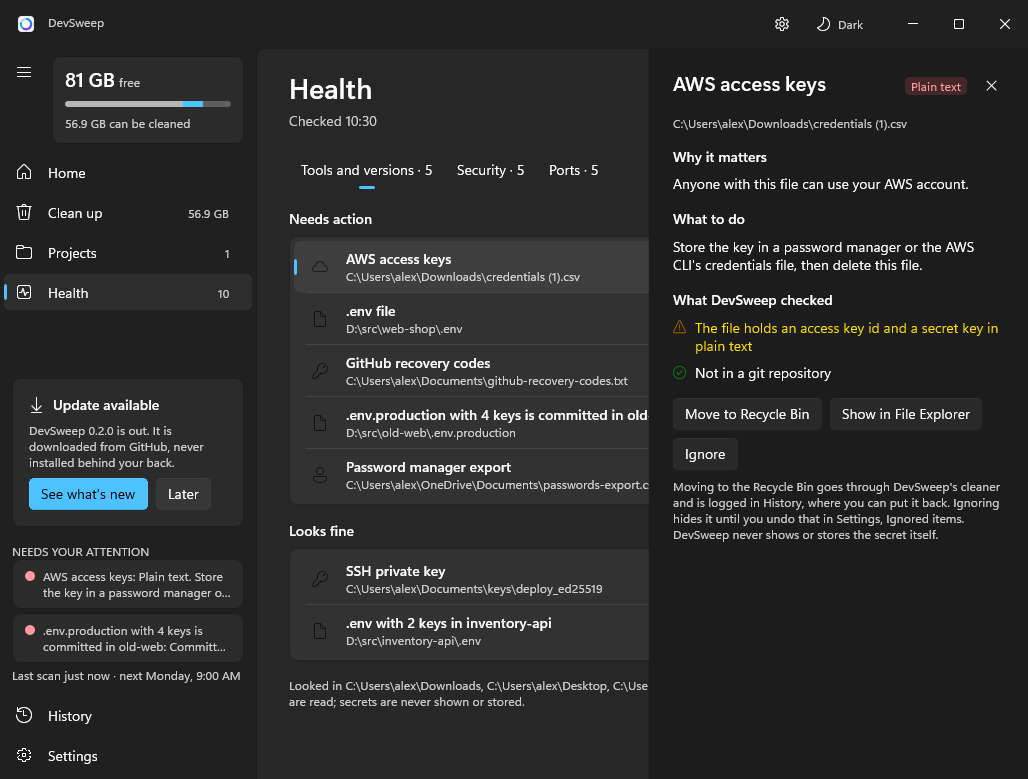 DevSweep
Dark
81 GB free
56.9 GB can be cleaned
Home
Clean up 56.9 GB
Projects 1
Health 10
Update available
DevSweep 0.2.0 is out. It is
downloaded from GitHub, never
installed behind your back.
See what's new
Later
NEEDS YOUR ATTENTION
AWS access keys: Plain text. Store
the key in a password manager o...
.env.production with 4 keys is
committed in old-web: Committ...
Last scan just now · next Monday, 9:00 AM
History
Settings
Health
Checked 10:30
Tools and versions · 5
Security · 5
Ports · 5
Needs action
AWS access keys
C:\Users\alex\Downloads\credentials (1).csv
.env file
D:\src\web-shop\.env
GitHub recovery codes
C:\Users\alex\Documents\github-recovery-codes.txt
.env.production with 4 keys is committed in old-
D:\src\old-web\.env.production
Password manager export
C:\Users\alex\OneDrive\Documents\passwords-export.c
Looks fine
SSH private key
C:\Users\alex\Documents\keys\deploy_ed25519
.env with 2 keys in inventory-api
D:\src\inventory-api\.env
Looked in C:\Users\alex\Downloads, C:\Users\alex\Desktop, C:\Use
are read; secrets are never shown or stored.
AWS access keys
Plain text
C:\Users\alex\Downloads\credentials (1).csv
Why it matters
Anyone with this file can use your AWS account.
What to do
Store the key in a password manager or the AWS
CLI's credentials file, then delete this file.
What DevSweep checked
The file holds an access key id and a secret key in
plain text
Not in a git repository
Move to Recycle Bin
Show in File Explorer
Ignore
Moving to the Recycle Bin goes through DevSweep's cleaner
and is logged in History, where you can put it back. Ignoring
hides it until you undo that in Settings, Ignored items.
DevSweep never shows or stores the secret itself.